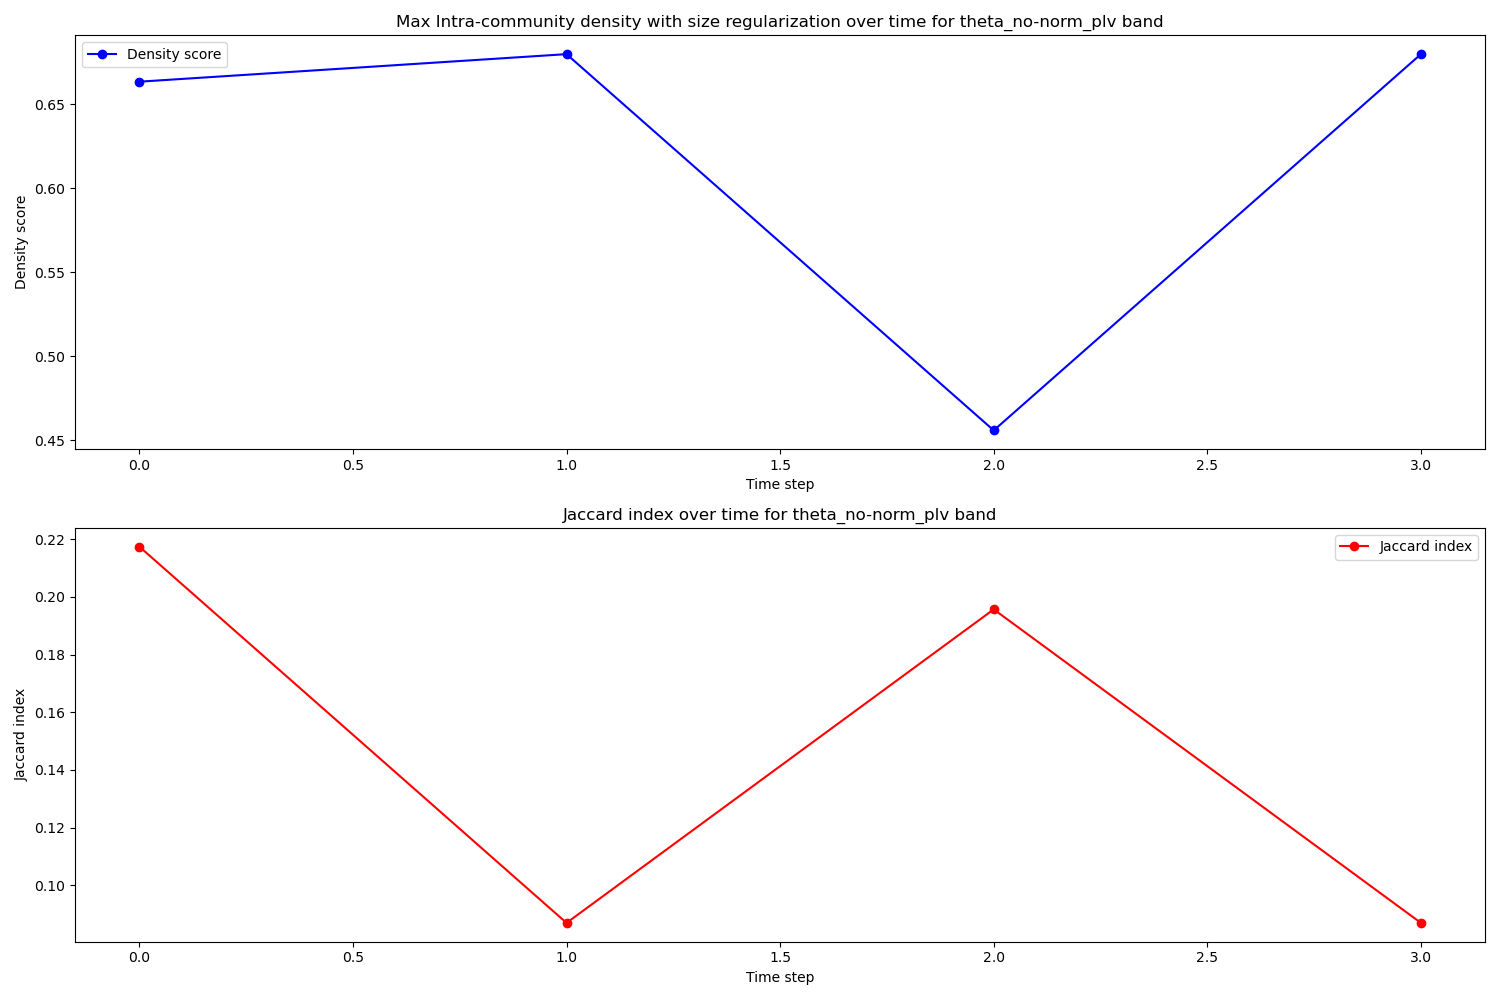 Max Intra-community density with size regularization over time for theta_no-norm_plv band
Density score
Density score
0.65
0.60
0.55
0.50
0.45
0.0 0.5 1.0 1.5 2.0 2.5 3.0
Time step
Jaccard index over time for theta_no-norm_plv band
Jaccard index
Jaccard index
0.22
0.20
0.18
0.16
0.14
0.12
0.10
0.0 0.5 1.0 1.5 2.0 2.5 3.0
Time step